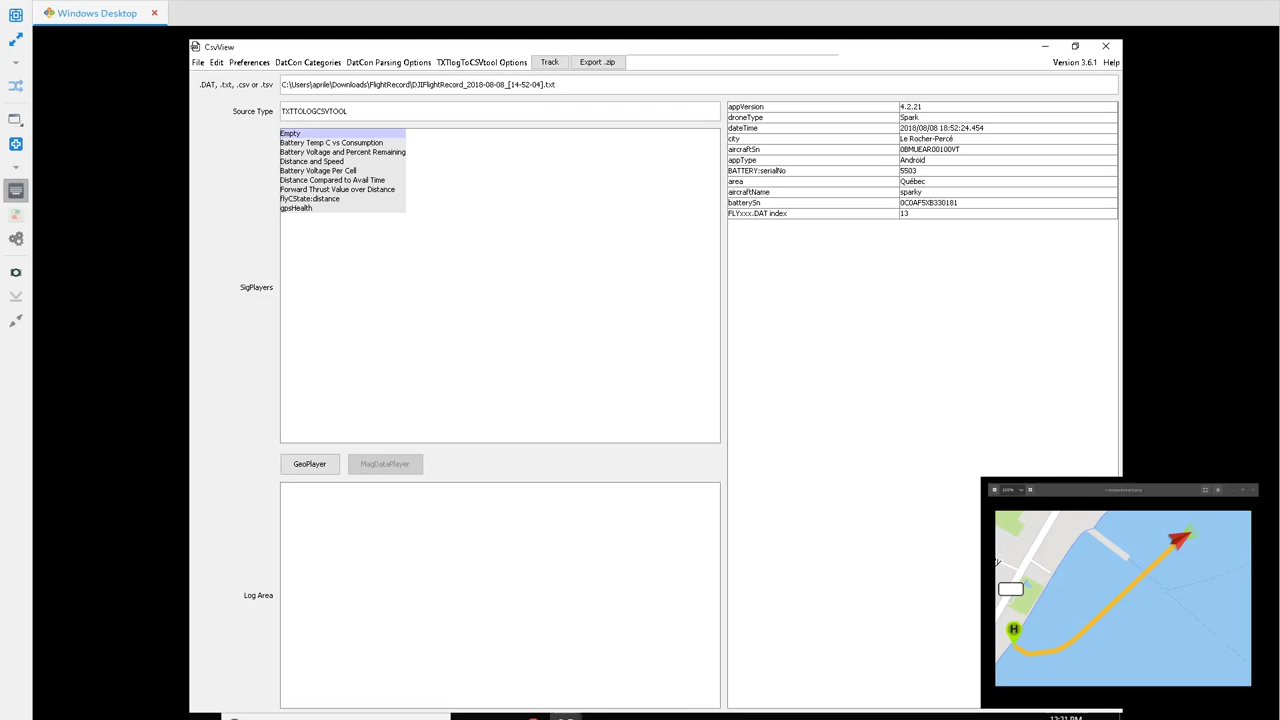 Windows Desktop
CsvView
File Edit Preferences DatCon Categories DatCon Parsing Options TXTlogToCSVtool Options Track Export .zip Version 3.6.1 Help
.DAT, .txt, .csv or .tsv C:\Users\aprile\Downloads\FlightRecord\DJIFlightRecord_2018-08-08_[14-52-04].txt
Source Type TXTTOLOGCSVTOOL
Empty
Battery Temp C vs Consumption
Battery Voltage and Percent Remaining
Distance and Speed
Battery Voltage Per Cell
Distance Compared to Avail Time
Forward Thrust Value over Distance
flyCState:distance
gpsHealth
SigPlayers
GeoPlayer MagDataPlayer
Log Area
appVersion 4.2.21
droneType Spark
dateTime 2018/08/08 18:52:24.454
city Le Rocher-Percé
aircraftSn 0BMUEAR00100VT
appType Android
BATTERY:serialNo 5503
area Québec
aircraftName sparky
batterySn 0C0AF5XB330181
FLYxxx.DAT index 13
H